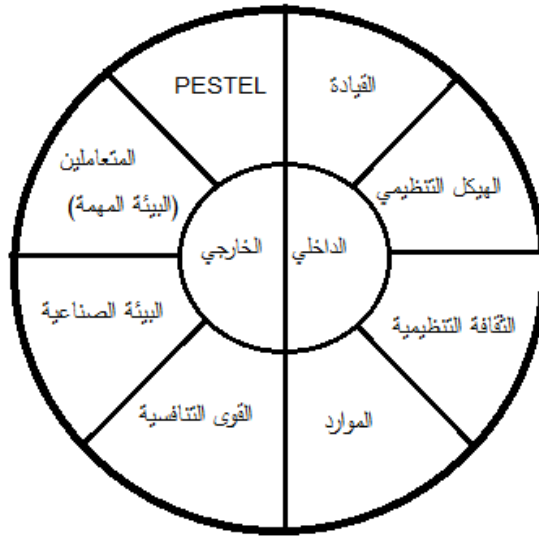 القيادة
PESTEL
المتعاملين
(البيئة المهمة)
الهيكل التنظيمي
الداخلي
الخارجي
البيئة الصناعية
الثقافة التنظيمية
القوى التنافسية
الموارد